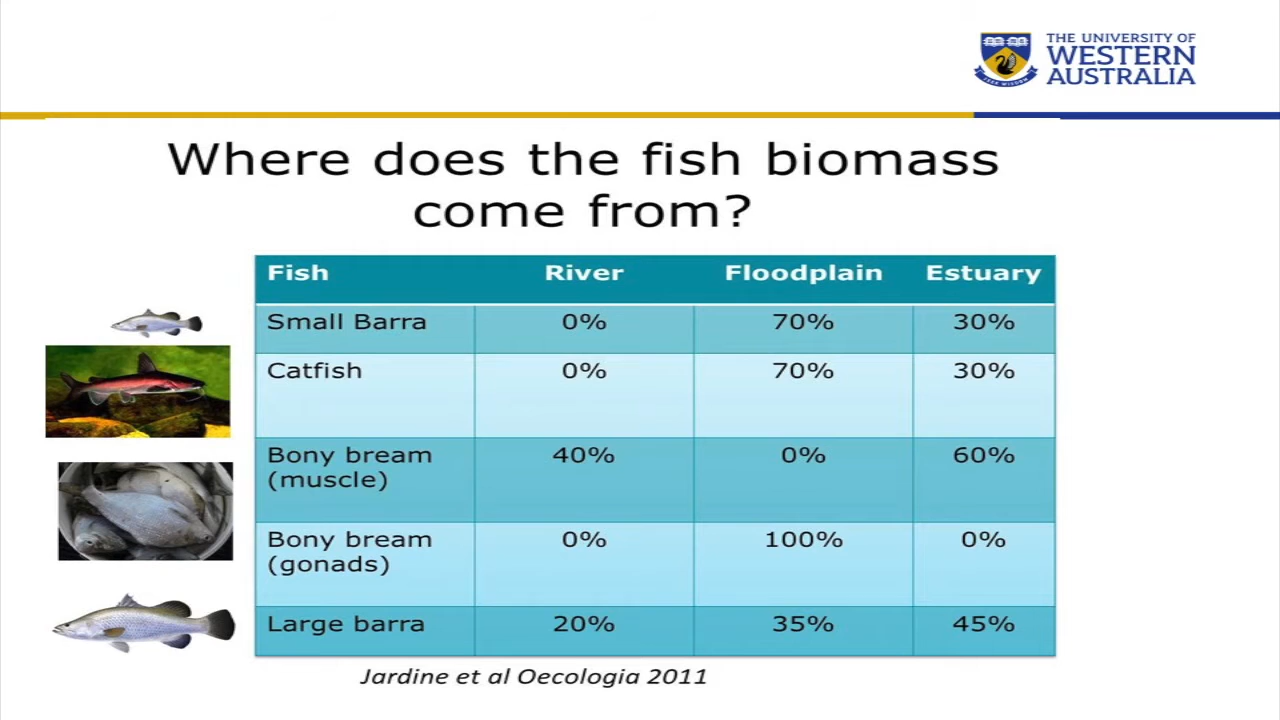 THE UNIVERSITY OF
WESTERN
AUSTRALIA
Where does the fish biomass
come from?
Fish River Floodplain Estuary
Small Barra 0% 70% 30%
Catfish 0% 70% 30%
Bony bream
(muscle) 40% 0% 60%
Bony bream
(gonads) 0% 100% 0%
Large barra 20% 35% 45%
Jardine et al Oecologia 2011